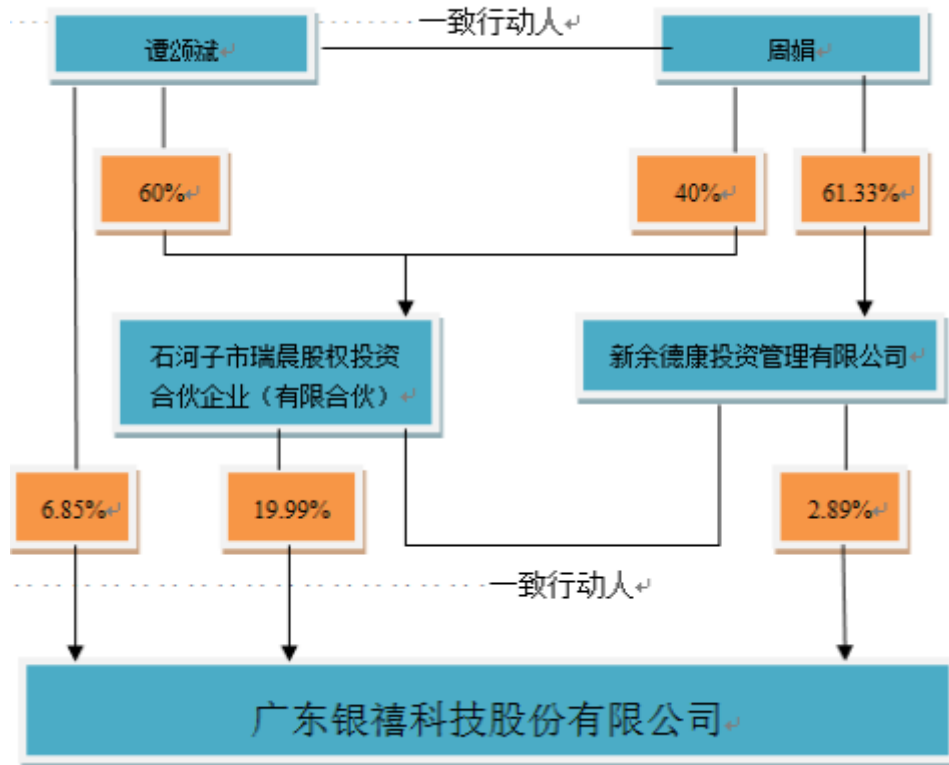 一致行动人
谭颂斌
周娟
60%
40%
61.33%
石河子市瑞晨股权投资
合伙企业（有限合伙）
新余德康投资管理有限公司
6.85%
19.99%
2.89%
一致行动人
广东银禧科技股份有限公司